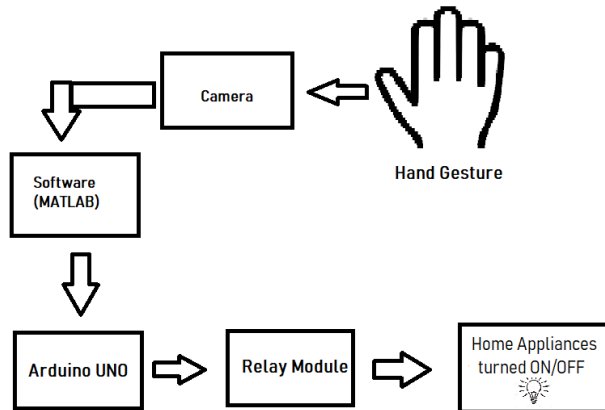 Camera
Hand Gesture
Software
(MATLAB)
Arduino UNO
Relay Module
Home Appliances
turned ON/OFF